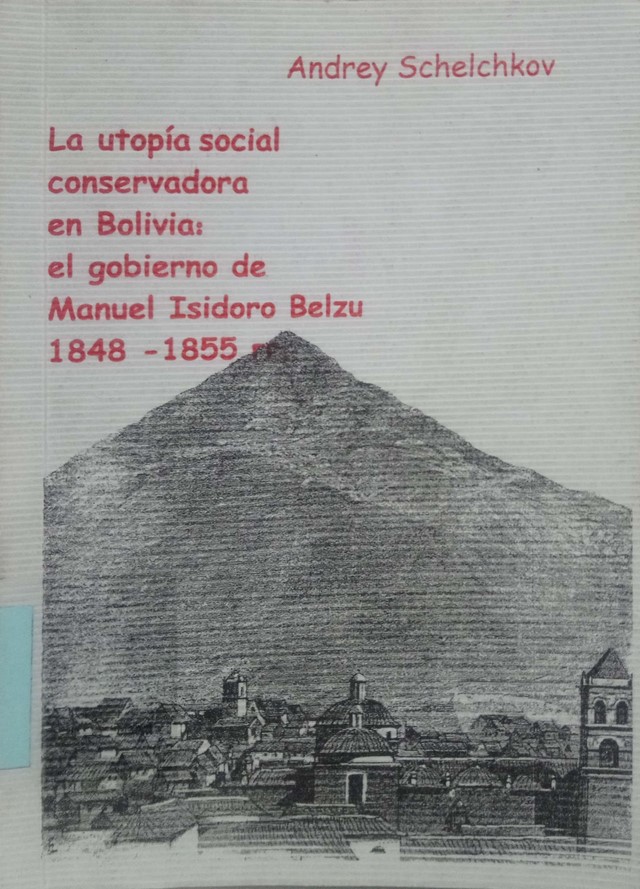 Andrey Schelchkov
La utopía social
conservadora
en Bolivia:
el gobierno de
Manuel Isidoro Belzu
1848 - 1855